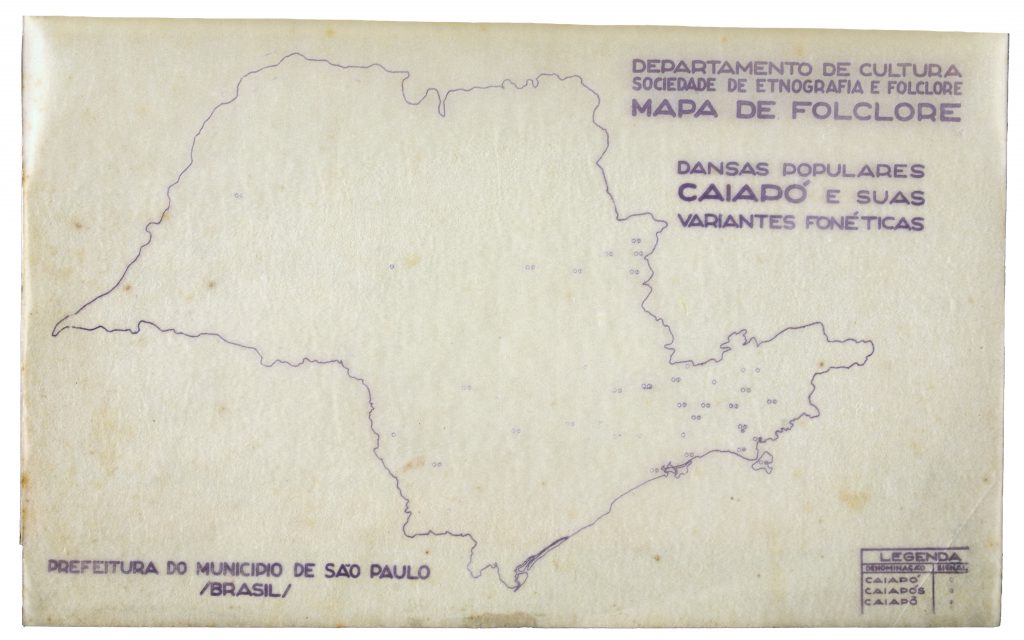 DEPARTAMENTO DE CULTURA
SOCIEDADE DE ETNOGRAFIA E FOLCLORE
MAPA DE FOLCLORE
DANSAS POPULARES
CAIAPÓ E SUAS
VARIANTES FONÉTICAS
PREFEITURA DO MUNICIPIO DE SÃO PAULO
/BRASIL/
LEGENDA
DENOMINAÇÃO SIGNAL
CAIAPÓ
CAIAPÓS
CAIAPÔ